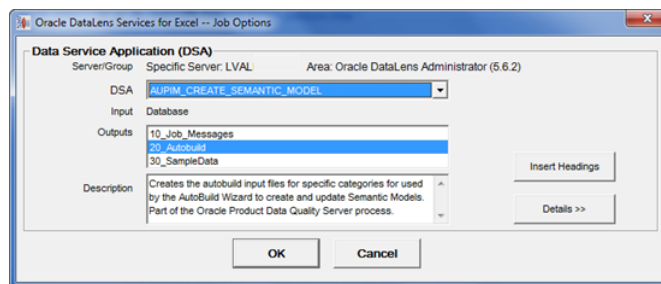 Oracle DataLens Services for Excel -- Job Options
Data Service Application (DSA)
Server/Group Specific Server: LVAL Area: Oracle DataLens Administrator (5.6.2)
DSA AUPIM_CREATE_SEMANTIC_MODEL
Input Database
Outputs 10_Job_Messages
20_Autobuild
30_SampleData
Insert Headings
Description Creates the autobuild input files for specific categories for used
by the AutoBuild Wizard to create and update Semantic Models.
Part of the Oracle Product Data Quality Server process.
Details >>
OK Cancel